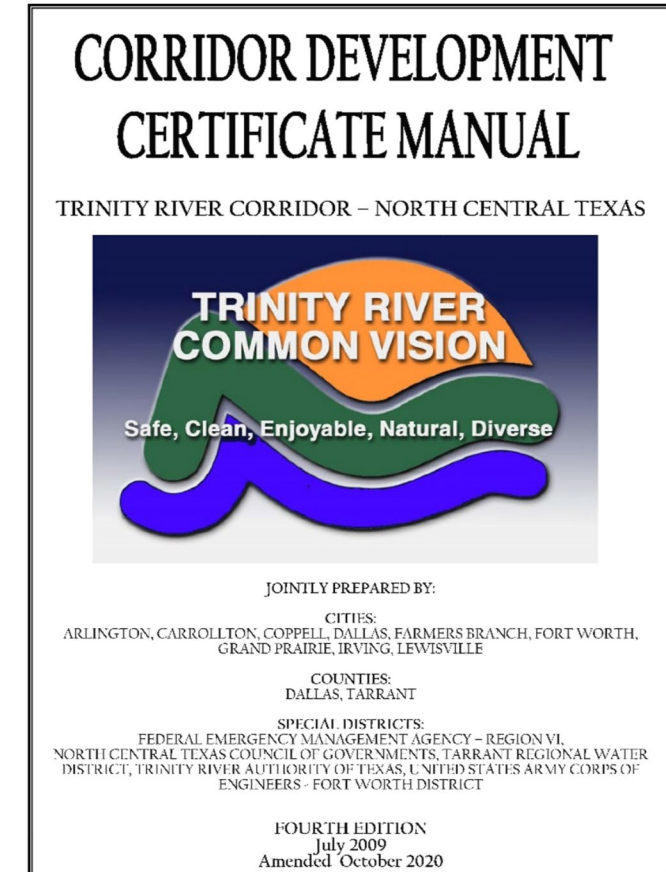 CORRIDOR DEVELOPMENT
CERTIFICATE MANUAL
TRINITY RIVER CORRIDOR – NORTH CENTRAL TEXAS
TRINITY RIVER
COMMON VISION
Safe, Clean, Enjoyable, Natural, Diverse
JOINTLY PREPARED BY:
CITIES:
ARLINGTON, CARROLLTON, COPPELL, DALLAS, FARMERS BRANCH, FORT WORTH,
GRAND PRAIRIE, IRVING, LEWISVILLE
COUNTIES:
DALLAS, TARRANT
SPECIAL DISTRICTS:
FEDERAL EMERGENCY MANAGEMENT AGENCY – REGION VI,
NORTH CENTRAL TEXAS COUNCIL OF GOVERNMENTS, TARRANT REGIONAL WATER
DISTRICT, TRINITY RIVER AUTHORITY OF TEXAS, UNITED STATES ARMY CORPS OF
ENGINEERS - FORT WORTH DISTRICT
FOURTH EDITION
July 2009
Amended October 2020